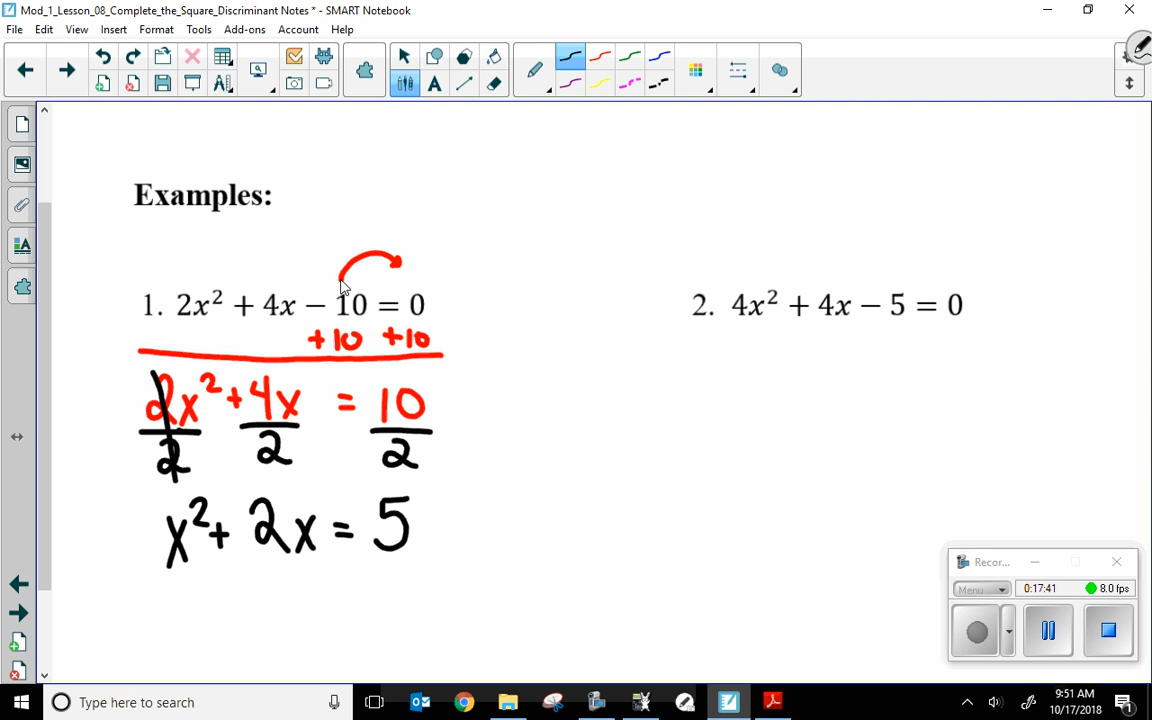 Mod_1_Lesson_08_Complete_the_Square_Discriminant Notes * - SMART Notebook
File Edit View Insert Format Tools Add-ons Account Help
Examples:
1. 2x² + 4x − 10 = 0
2. 4x² + 4x − 5 = 0
+10 +10
2x² + 4x = 10
2 2 2
x² + 2x = 5
Recor...
Menu 0:17:41 8.0 fps
Type here to search
9:51 AM
10/17/2018
1